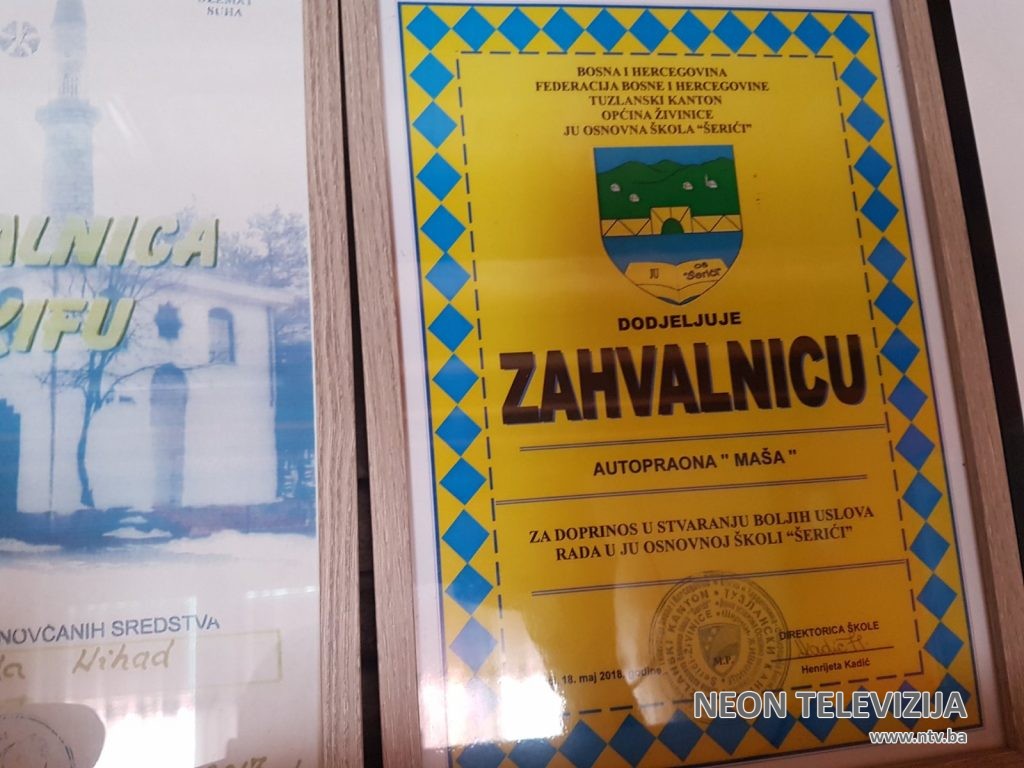 SUHA
ALNICA
KIFU
NOVČANIH SREDSTVA
Nihad
BOSNA I HERCEGOVINA
FEDERACIJA BOSNE I HERCEGOVINE
TUZLANSKI KANTON
OPĆINA ŽIVINICE
JU OSNOVNA ŠKOLA "ŠERIĆI"
JU
OŠ
"Šerići"
DODJELJUJE
ZAHVALNICU
AUTOPRAONA " MAŠA "
ZA DOPRINOS U STVARANJU BOLJIH USLOVA
RADA U JU OSNOVNOJ ŠKOLI "ŠERIĆI"
M.P.
18. maj 2018. godine
DIREKTORICA ŠKOLE
Henrijeta Kadić
NEON TELEVIZIJA
www.ntv.ba